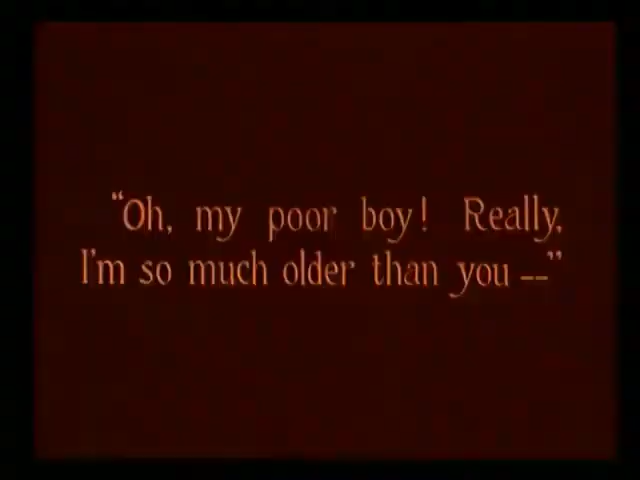 “Oh, my poor boy! Really,
I'm so much older than you --”